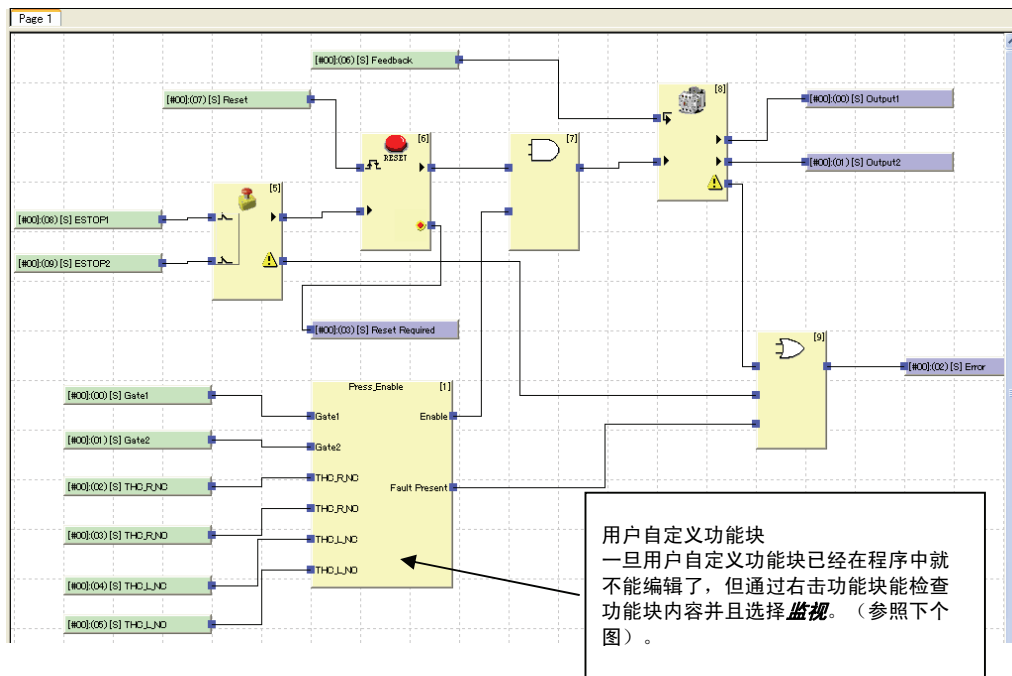 Page 1
[#00]:(06) [S] Feedback
[#00]:(07) [S] Reset
[8]
[#00]:(00) [S] Output1
[6]
RESET
[7]
[#00]:(01) [S] Output2
[5]
[#00]:(08) [S] ESTOP1
[#00]:(09) [S] ESTOP2
[#00]:(03) [S] Reset Required
[9]
[#00]:(02) [S] Error
Press_Enable [1]
[#00]:(00) [S] Gate1
Gate1 Enable
[#00]:(01) [S] Gate2
Gate2
[#00]:(02) [S] THC_R_NC
THC_R_NC
Fault Present
[#00]:(03) [S] THC_R_NO
THC_R_NO
[#00]:(04) [S] THC_L_NC
THC_L_NC
[#00]:(05) [S] THC_L_NO
THC_L_NO
用户自定义功能块
一旦用户自定义功能块已经在程序中就
不能编辑了，但通过右击功能块能检查
功能块内容并且选择监视。（参照下个
图）。